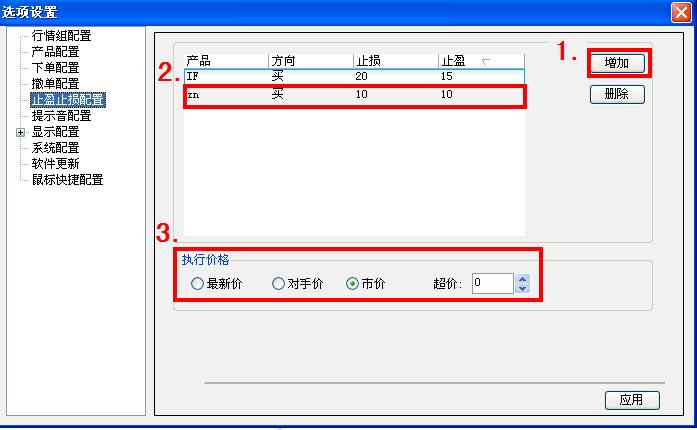 选项设置
行情组配置
产品配置
下单配置
撤单配置
止盈止损配置
提示音配置
显示配置
系统配置
软件更新
鼠标快捷配置
1.
增加
删除
2.
产品 方向 止损 止盈
IF 买 20 15
zn 买 10 10
3.
执行价格
最新价 对手价 市价 超价: 0
应用